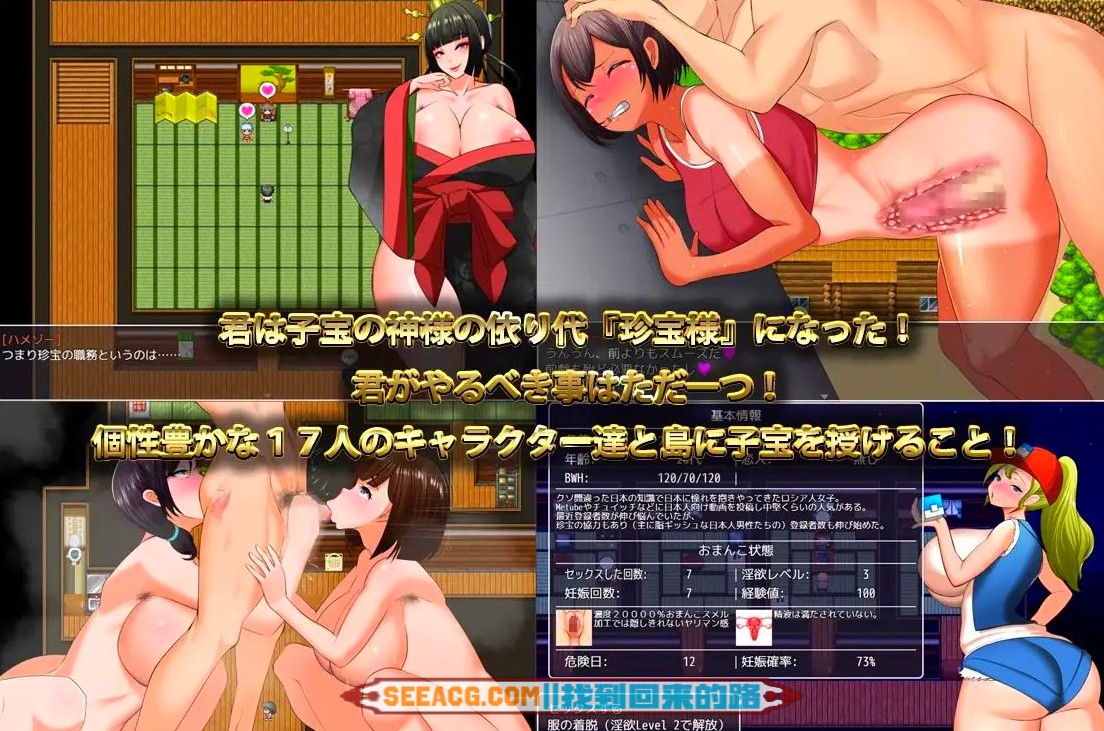 君は子宝の神様の依り代『珍宝様』になった！
[ハメゾー]
つまり珍宝の職務というのは……
うんうん、前よりもスムーズだ
君がやるべき事はただ一つ！
個性豊かな１７人のキャラクター達と島に子宝を授けること！
基本情報
年齢:
BWH: 120/70/120
クソ間違った日本の知識で日本に憧れを抱きやってきたロシア人女子。
Metubeやチュイッチなどに日本人向け動画を投稿し中堅くらいの人気がある。
最近登録者数が伸び悩んでいたが、
珍宝の協力もあり（主に脂ギッシュな日本人男性たちの）登録者数も伸び始めた。
おまんこ状態
セックスした回数: 7 淫欲レベル: 3
妊娠回数: 7 経験値: 100
濃度２００００％おまんこスメル
加工では隠しきれないヤリマン感
精液は満たされていない。
危険日: 12 妊娠確率: 73%
SEEACG.COM||找到回来的路
服の着脱（淫欲Level 2で解放）